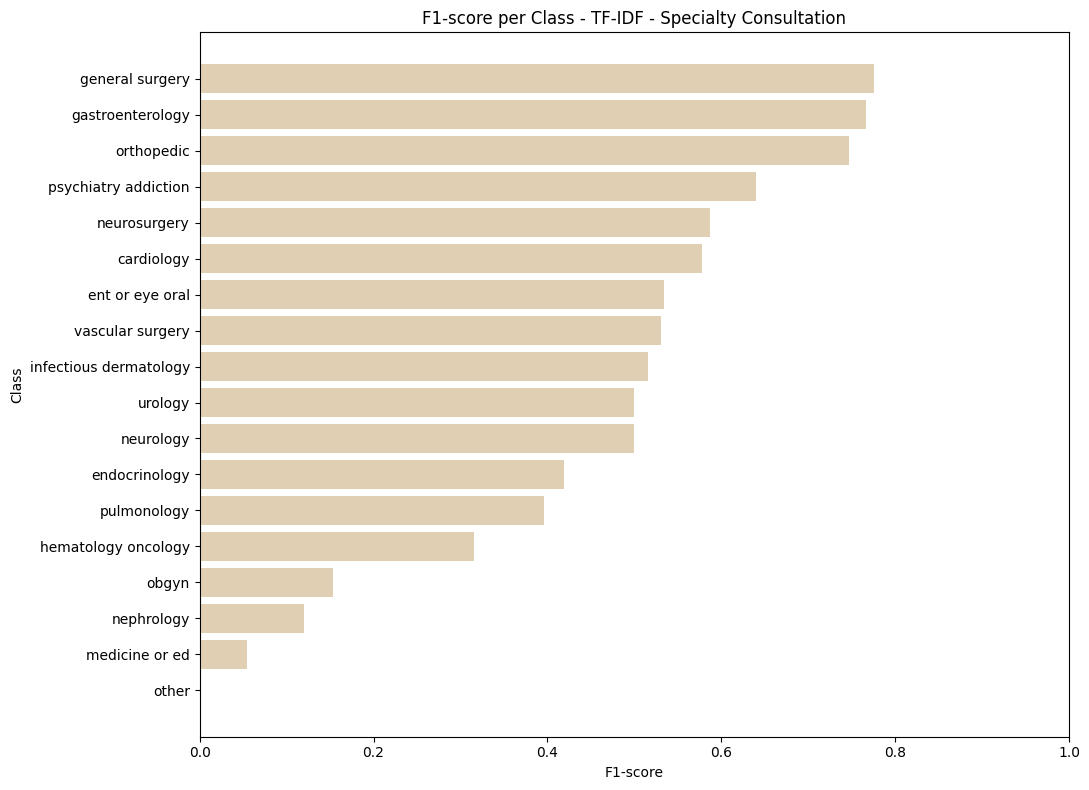 F1-score per Class - TF-IDF - Specialty Consultation
general surgery
gastroenterology
orthopedic
psychiatry addiction
neurosurgery
cardiology
ent or eye oral
vascular surgery
infectious dermatology
urology
neurology
endocrinology
pulmonology
hematology oncology
obgyn
nephrology
medicine or ed
other
Class
0.0 0.2 0.4 0.6 0.8 1.0
F1-score